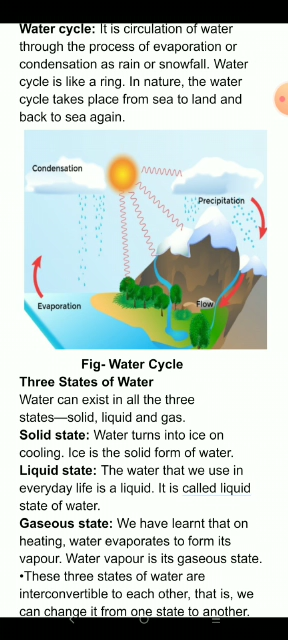 Water cycle: It is circulation of water
through the process of evaporation or
condensation as rain or snowfall. Water
cycle is like a ring. In nature, the water
cycle takes place from sea to land and
back to sea again.
Condensation
Precipitation
Evaporation
Flow
Fig- Water Cycle
Three States of Water
Water can exist in all the three
states—solid, liquid and gas.
Solid state: Water turns into ice on
cooling. Ice is the solid form of water.
Liquid state: The water that we use in
everyday life is a liquid. It is called liquid
state of water.
Gaseous state: We have learnt that on
heating, water evaporates to form its
vapour. Water vapour is its gaseous state.
•These three states of water are
interconvertible to each other, that is, we
can change it from one state to another.